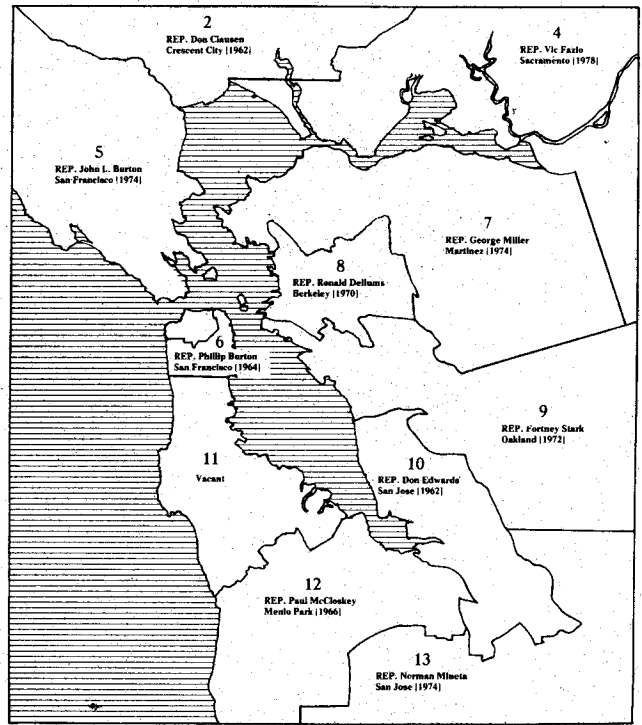 2
REP. Don Clausen
Crescent City [1962]
4
REP. Vic Fazio
Sacramento [1978]
5
REP. John L. Burton
San Francisco [1974]
7
REP. George Miller
Martinez [1974]
8
REP. Ronald Dellums
Berkeley [1970]
6
REP. Phillip Burton
San Francisco [1964]
9
REP. Fortney Stark
Oakland [1972]
10
REP. Don Edwards
San Jose [1962]
11
Vacant
12
REP. Paul McCloskey
Menlo Park [1966]
13
REP. Norman Mineta
San Jose [1974]